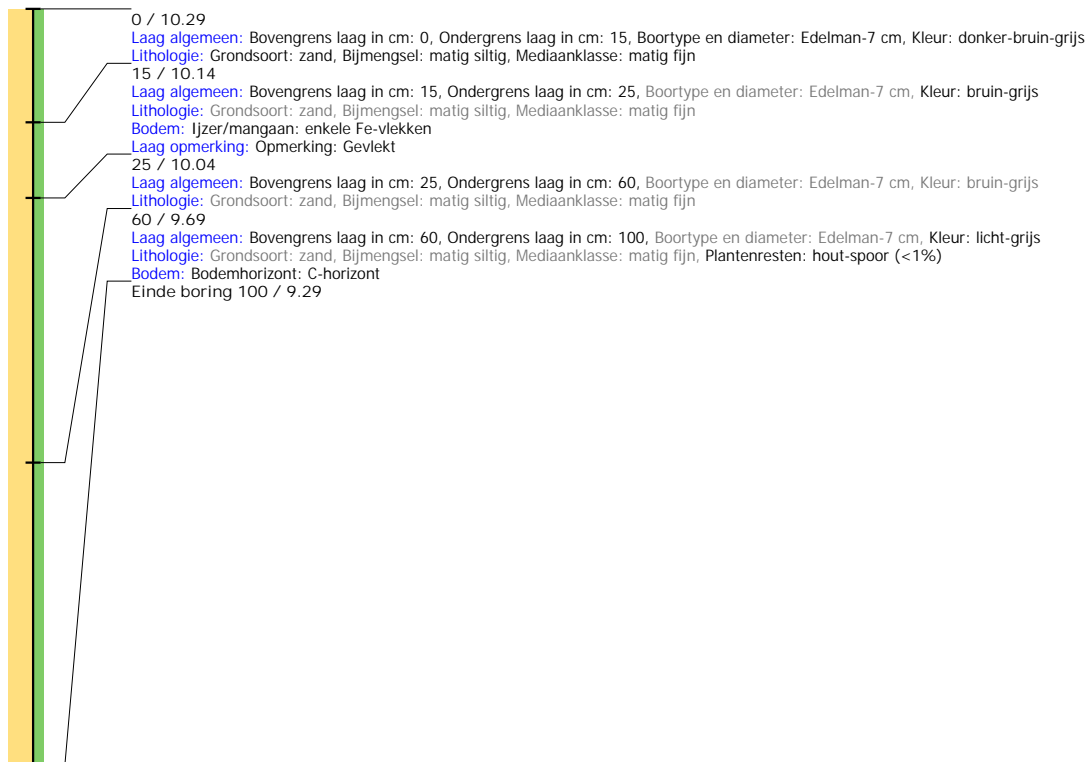 0 / 10.29
Laag algemeen: Bovengrens laag in cm: 0, Ondergrens laag in cm: 15, Boortype en diameter: Edelman-7 cm, Kleur: donker-bruin-grijs
Lithologie: Grondsoort: zand, Bijmengsel: matig siltig, Mediaanklasse: matig fijn
15 / 10.14
Laag algemeen: Bovengrens laag in cm: 15, Ondergrens laag in cm: 25, Boortype en diameter: Edelman-7 cm, Kleur: bruin-grijs
Lithologie: Grondsoort: zand, Bijmengsel: matig siltig, Mediaanklasse: matig fijn
Bodem: Ijzer/mangaan: enkele Fe-vlekken
Laag opmerking: Opmerking: Gevlekt
25 / 10.04
Laag algemeen: Bovengrens laag in cm: 25, Ondergrens laag in cm: 60, Boortype en diameter: Edelman-7 cm, Kleur: bruin-grijs
Lithologie: Grondsoort: zand, Bijmengsel: matig siltig, Mediaanklasse: matig fijn
60 / 9.69
Laag algemeen: Bovengrens laag in cm: 60, Ondergrens laag in cm: 100, Boortype en diameter: Edelman-7 cm, Kleur: licht-grijs
Lithologie: Grondsoort: zand, Bijmengsel: matig siltig, Mediaanklasse: matig fijn, Plantenresten: hout-spoor (<1%)
Bodem: Bodemhorizont: C-horizont
Einde boring 100 / 9.29